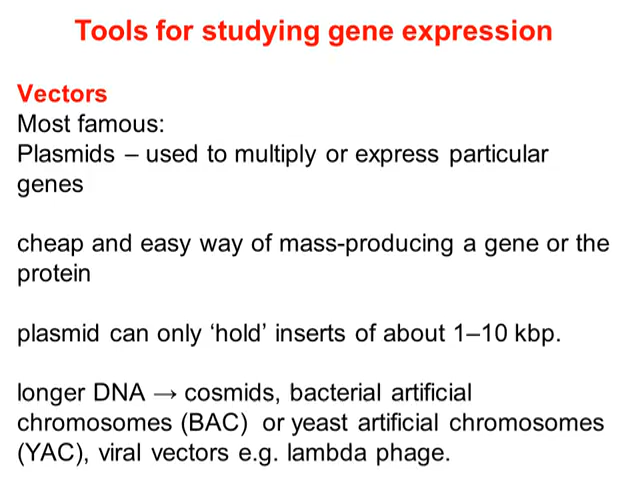 Tools for studying gene expression
Vectors
Most famous:
Plasmids – used to multiply or express particular
genes
cheap and easy way of mass-producing a gene or the
protein
plasmid can only ‘hold’ inserts of about 1–10 kbp.
longer DNA → cosmids, bacterial artificial
chromosomes (BAC)  or yeast artificial chromosomes
(YAC), viral vectors e.g. lambda phage.